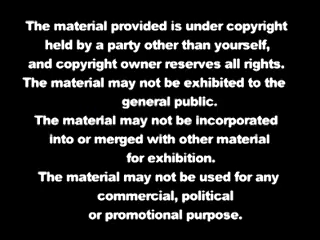 The material provided is under copyright
held by a party other than yourself,
and copyright owner reserves all rights.
The material may not be exhibited to the
general public.
The material may not be incorporated
into or merged with other material
for exhibition.
The material may not be used for any
commercial, political
or promotional purpose.